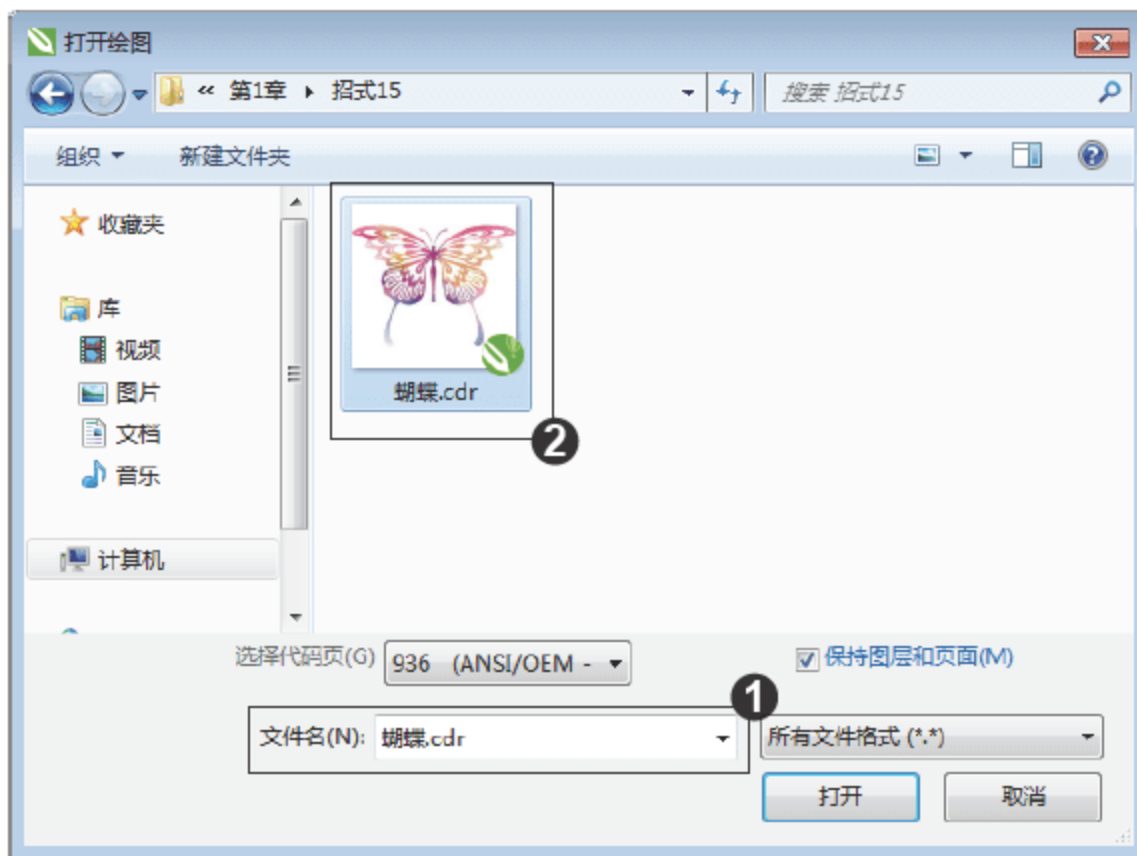 打开绘图
« 第1章 ▸ 招式15
搜索 招式15
组织
新建文件夹
收藏夹
库
视频
图片
文档
音乐
计算机
蝴蝶.cdr
2
选择代码页(G)
936 (ANSI/OEM -
保持图层和页面(M)
1
文件名(N):
蝴蝶.cdr
所有文件格式 (*.*)
打开
取消